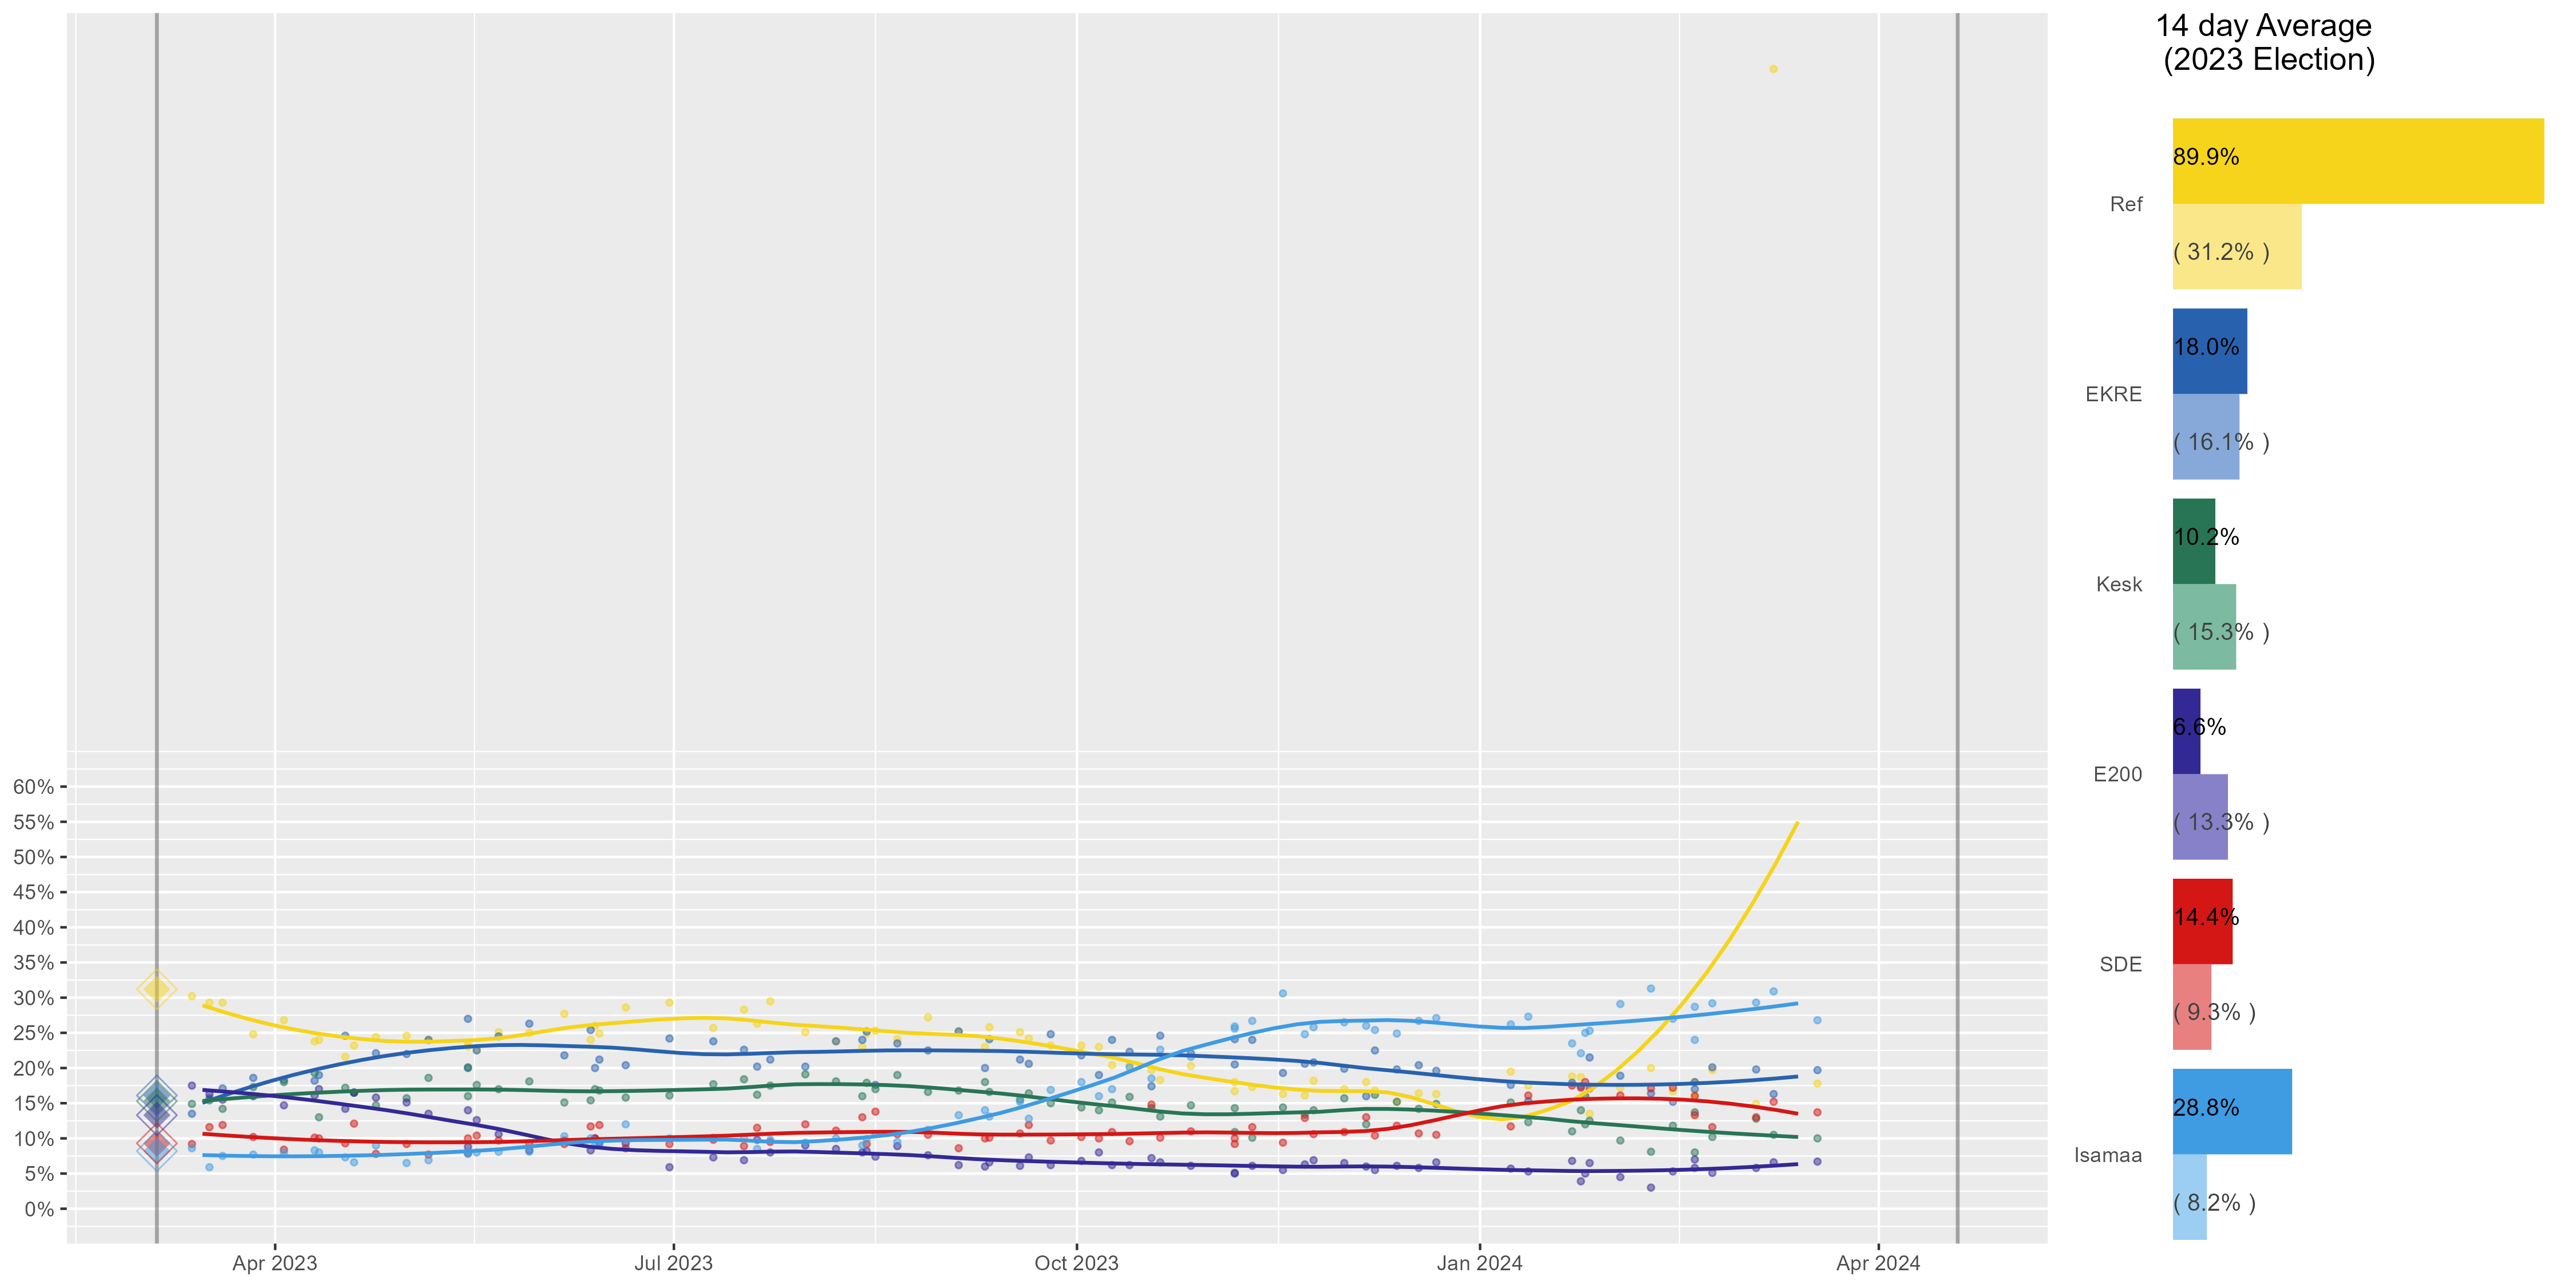 14 day Average
(2023 Election)
89.9%
Ref
( 31.2% )
18.0%
EKRE
( 16.1% )
10.2%
Kesk
( 15.3% )
6.6%
E200
( 13.3% )
14.4%
SDE
( 9.3% )
28.8%
Isamaa
( 8.2% )
60%
55%
50%
45%
40%
35%
30%
25%
20%
15%
10%
5%
0%
Apr 2023
Jul 2023
Oct 2023
Jan 2024
Apr 2024